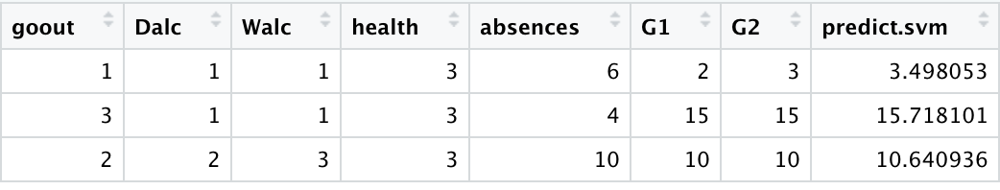 goout Dalc Walc health absences G1 G2 predict.svm
1 1 1 3 6 2 3 3.498053
3 1 1 3 4 15 15 15.718101
2 2 3 3 10 10 10 10.640936